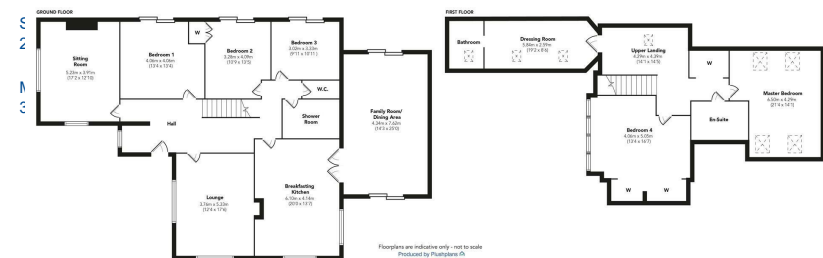 GROUND FLOOR
Sitting
Room
5.23m x 3.91m
(17'2 x 12'10)
Bedroom 1
4.06m x 4.06m
(13'4 x 13'4)
W
Bedroom 2
3.28m x 4.09m
(10'9 x 13'5)
Bedroom 3
3.02m x 3.33m
(9'11 x 10'11)
W.C.
Shower
Room
Hall
Family Room/
Dining Area
4.34m x 7.62m
(14'3 x 25'0)
Lounge
3.76m x 5.33m
(12'4 x 17'6)
Breakfasting
Kitchen
6.10m x 4.14m
(20'0 x 13'7)
FIRST FLOOR
Bathroom
Dressing Room
5.84m x 2.59m
(19'2 x 8'6)
Upper Landing
4.29m x 4.39m
(14'1 x 14'5)
W
Master Bedroom
6.50m x 4.29m
(21'4 x 14'1)
En-Suite
Bedroom 4
4.06m x 5.05m
(13'4 x 16'7)
W
W
Floorplans are indicative only - not to scale
Produced by Plushplans